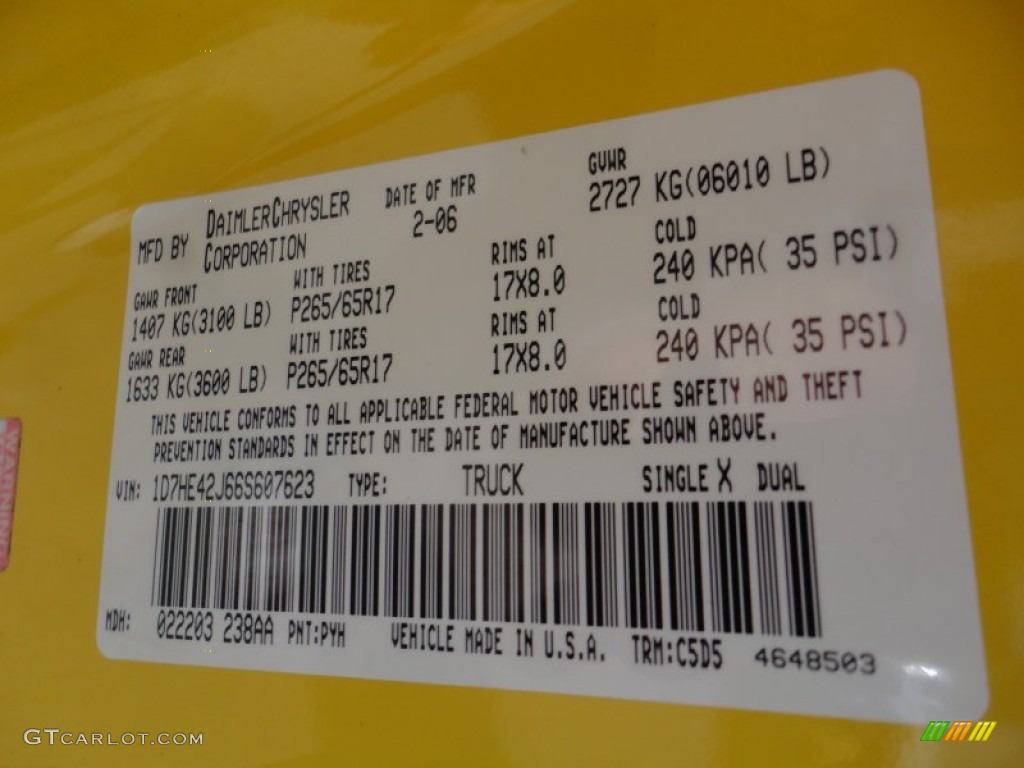 MFD BY DAIMLERCHRYSLER CORPORATION DATE OF MFR 2-06 GVWR 2727 KG(06010 LB)
GAWR FRONT WITH TIRES RIMS AT COLD
1407 KG(3100 LB) P265/65R17 17X8.0 240 KPA( 35 PSI)
GAWR REAR WITH TIRES RIMS AT COLD
1633 KG(3600 LB) P265/65R17 17X8.0 240 KPA( 35 PSI)
THIS VEHICLE CONFORMS TO ALL APPLICABLE FEDERAL MOTOR VEHICLE SAFETY AND THEFT
PREVENTION STANDARDS IN EFFECT ON THE DATE OF MANUFACTURE SHOWN ABOVE.
VIN: 1D7HE42J66S607623 TYPE: TRUCK SINGLE X DUAL
MDH: 022203 238AA PNT:PYH VEHICLE MADE IN U.S.A. TRM:C5D5 4648503
WARNING
GTCARLOT.COM